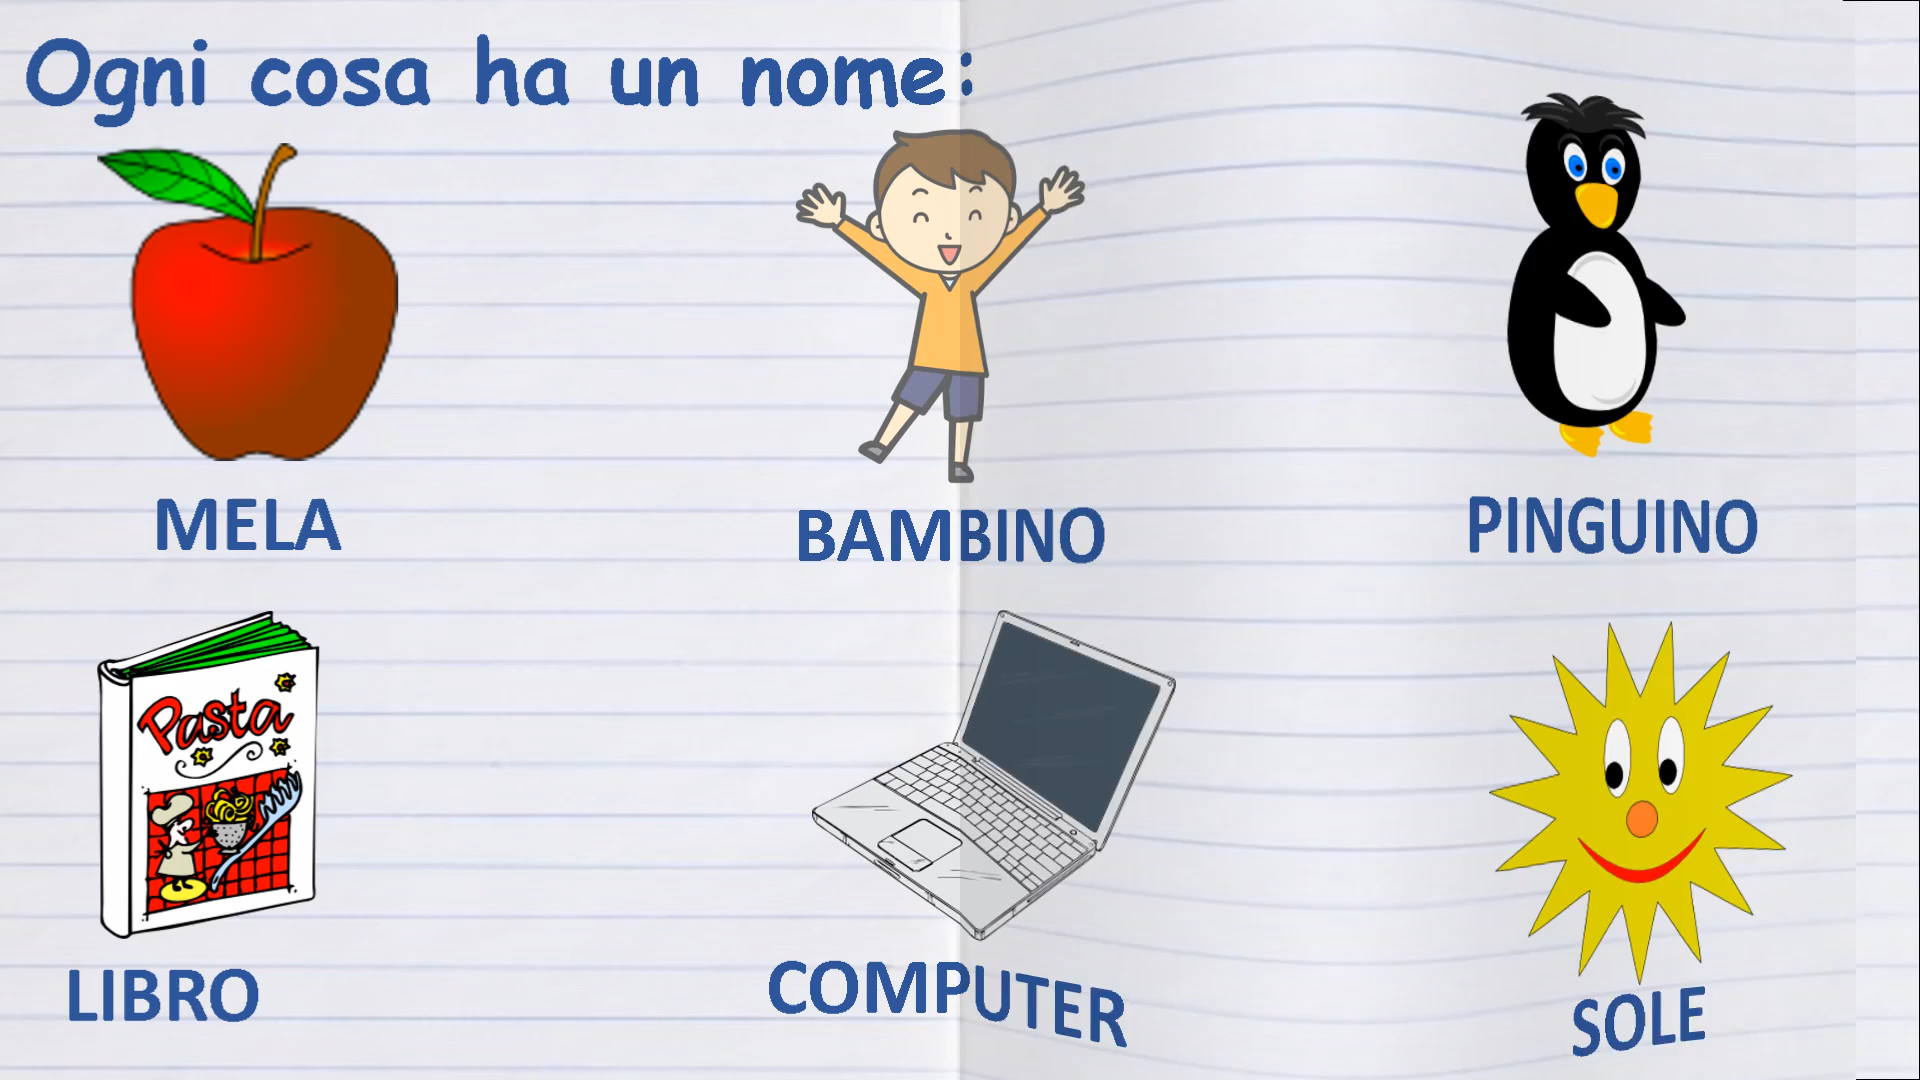 Ogni cosa ha un nome:
MELA
BAMBINO
PINGUINO
Pasta
LIBRO
COMPUTER
SOLE